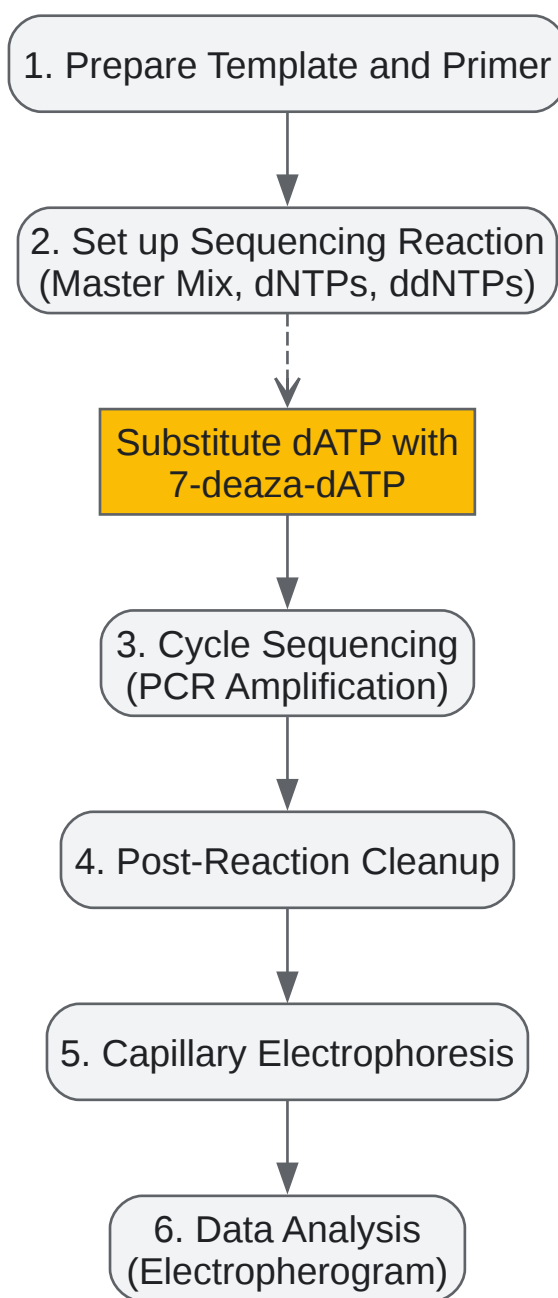 1. Prepare Template and Primer
2. Set up Sequencing Reaction
(Master Mix, dNTPs, ddNTPs)
Substitute dATP with
7-deaza-dATP
3. Cycle Sequencing
(PCR Amplification)
4. Post-Reaction Cleanup
5. Capillary Electrophoresis
6. Data Analysis
(Electropherogram)